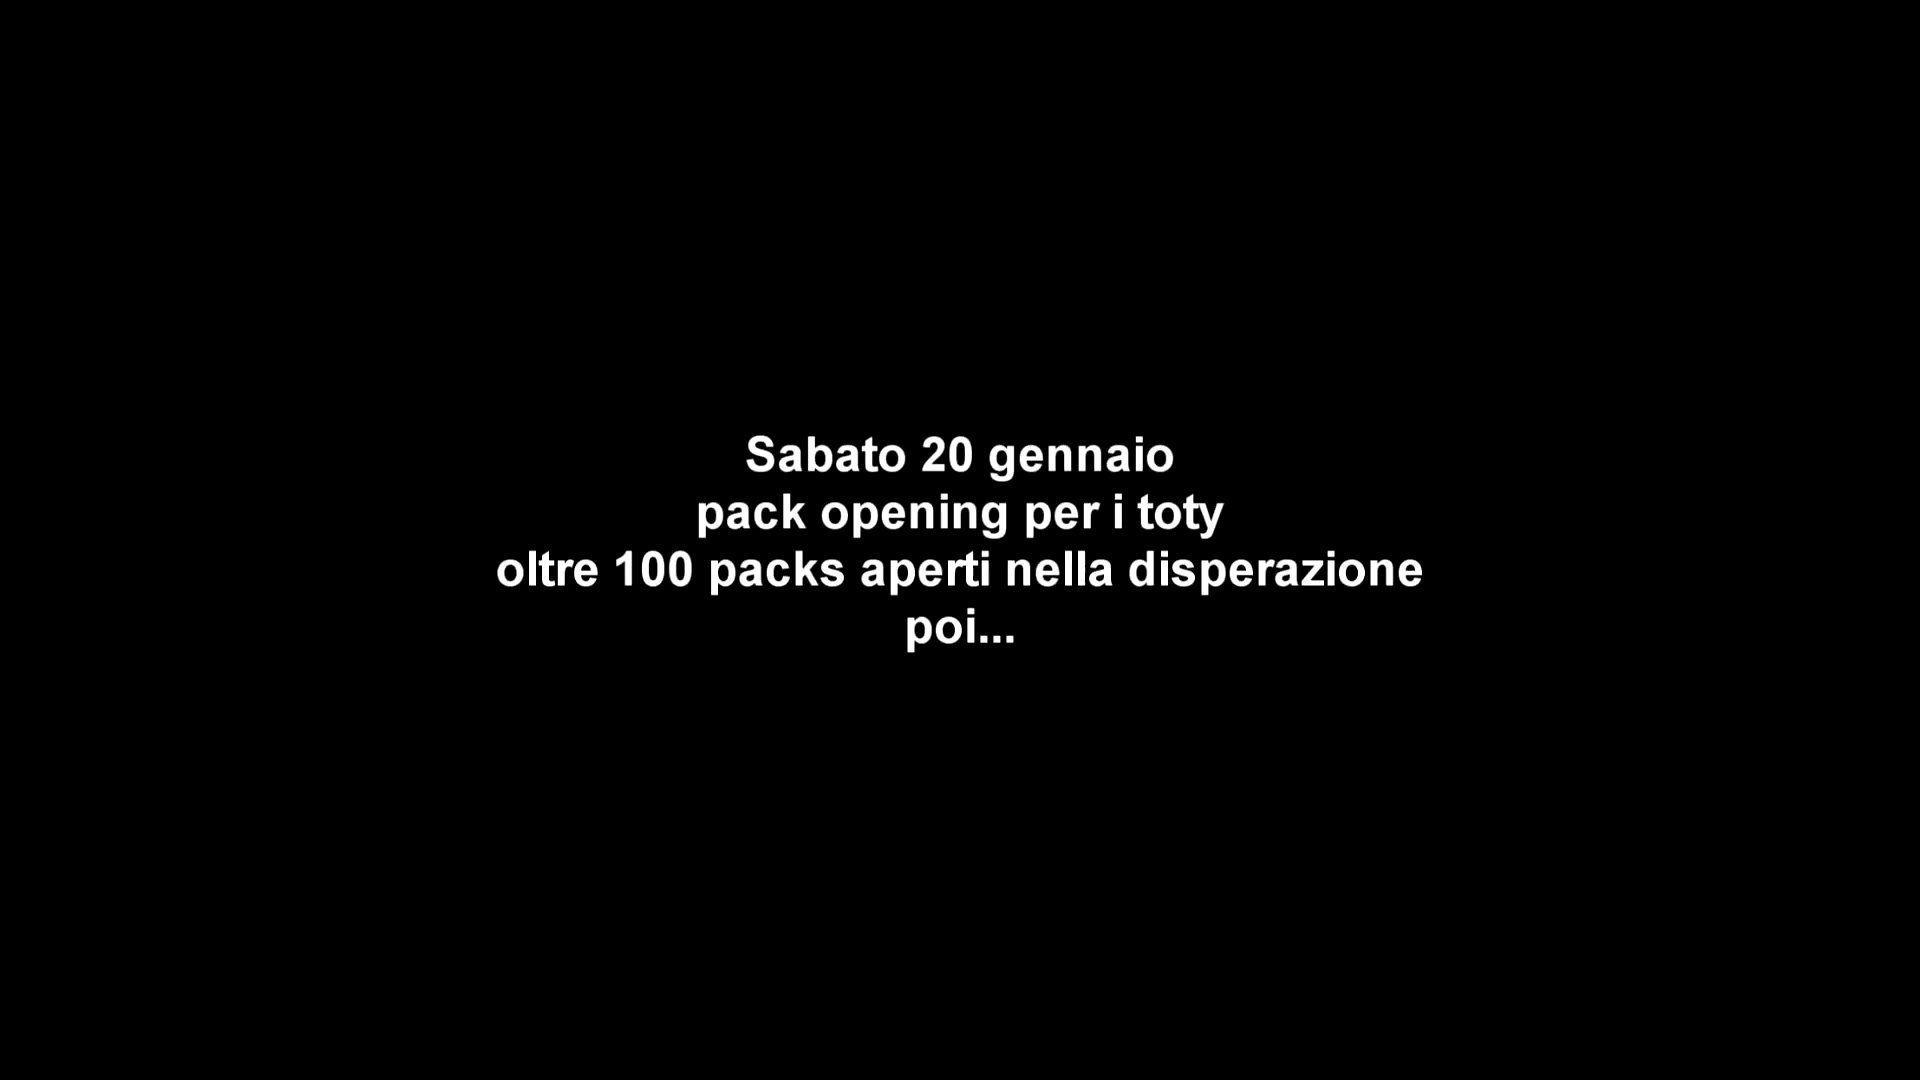 Sabato 20 gennaio
pack opening per i toty
oltre 100 packs aperti nella disperazione
poi...